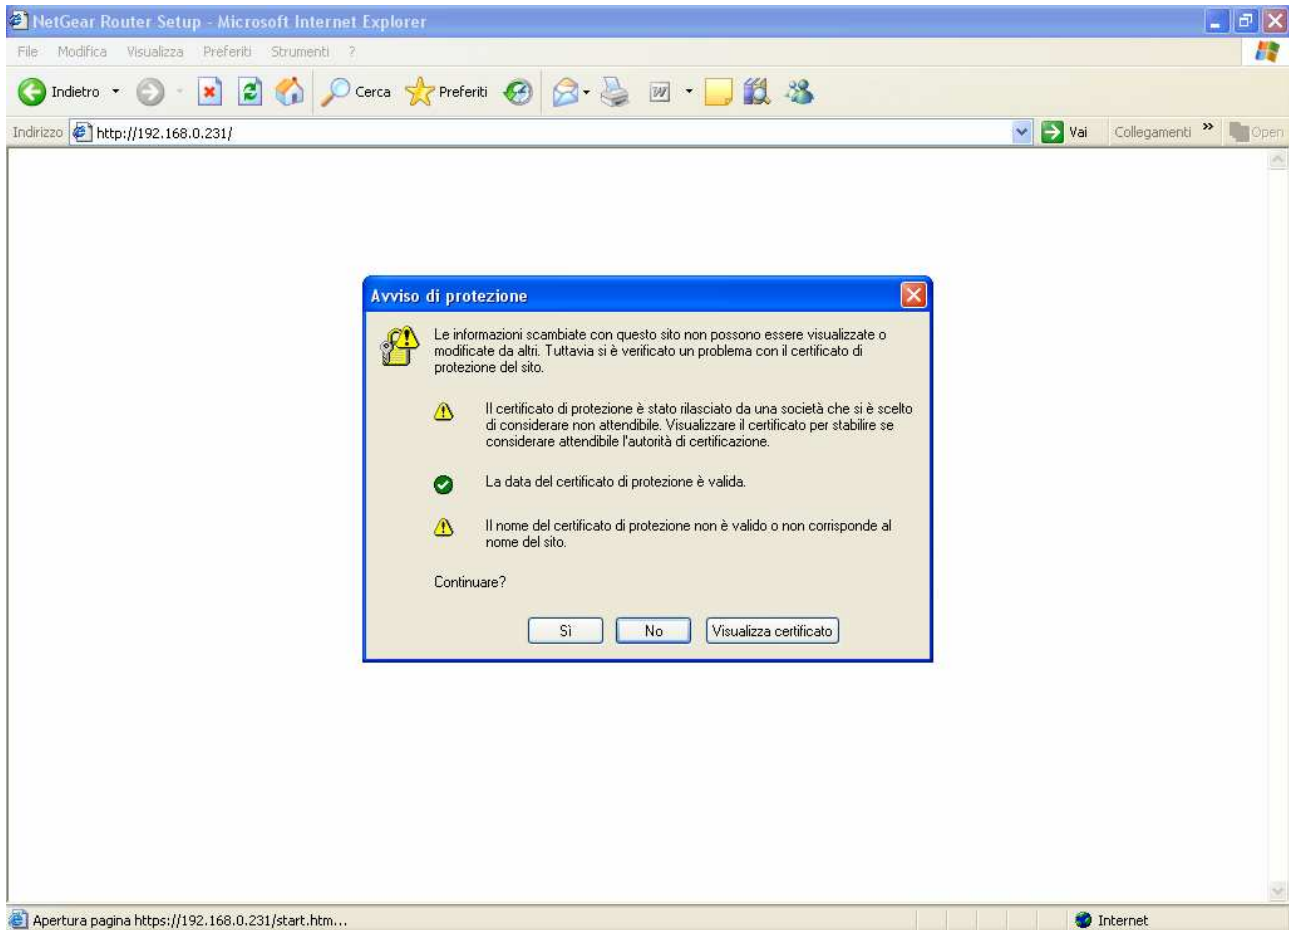 NetGear Router Setup - Microsoft Internet Explorer
File Modifica Visualizza Preferiti Strumenti ?
Indietro Cerca Preferiti
Indirizzo http://192.168.0.231/ Vai Collegamenti » Open
Avviso di protezione
Le informazioni scambiate con questo sito non possono essere visualizzate o
modificate da altri. Tuttavia si è verificato un problema con il certificato di
protezione del sito.
Il certificato di protezione è stato rilasciato da una società che si è scelto
di considerare non attendibile. Visualizzare il certificato per stabilire se
considerare attendibile l'autorità di certificazione.
La data del certificato di protezione è valida.
Il nome del certificato di protezione non è valido o non corrisponde al
nome del sito.
Continuare?
Sì No Visualizza certificato
Apertura pagina https://192.168.0.231/start.htm... Internet